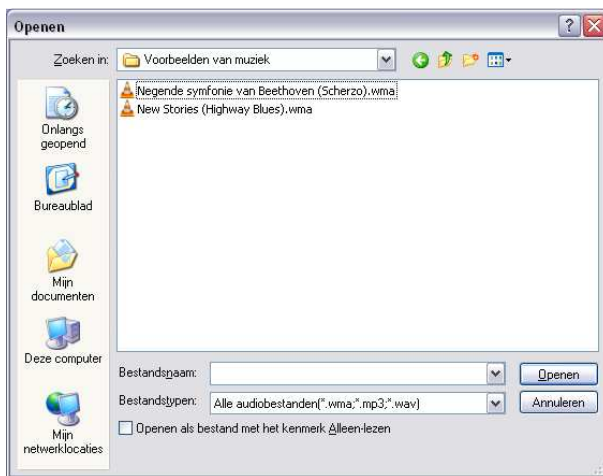 Openen
Zoeken in: Voorbeelden van muziek
Onlangs
geopend
Bureaublad
Mijn
documenten
Deze computer
Mijn
netwerklocaties
Negende symfonie van Beethoven (Scherzo).wma
New Stories (Highway Blues).wma
Bestandsnaam:
Openen
Bestandstypen: Alle audiobestanden(*.wma;*.mp3;*.wav)
Annuleren
Openen als bestand met het kenmerk Alleen-lezen